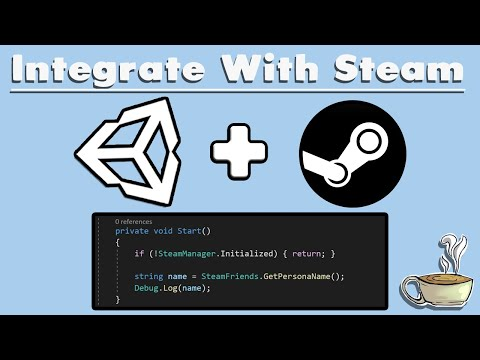 Integrate With Steam
0 references
private void Start()
{
if (!SteamManager.Initialized) { return; }
string name = SteamFriends.GetPersonaName();
Debug.Log(name);
}